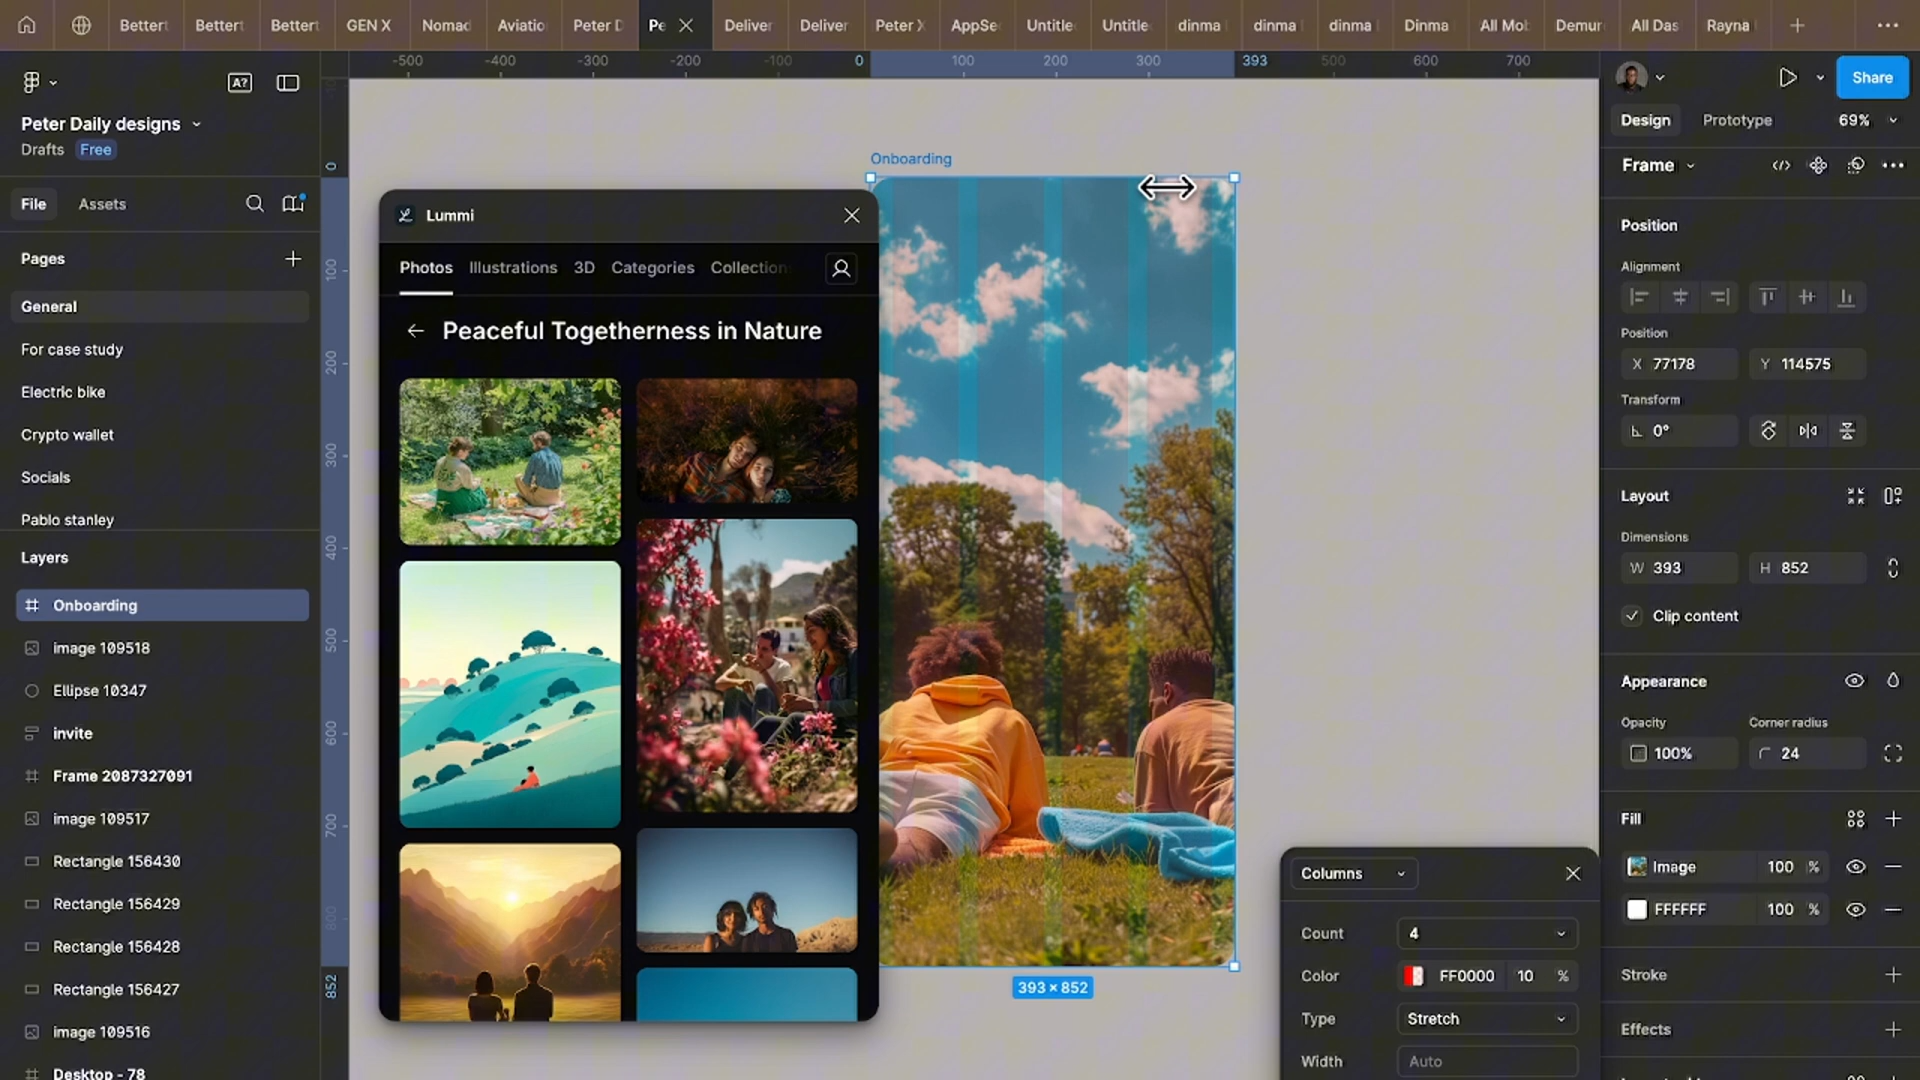 Better
Better
Better
GEN X
Nomad
Aviatio
Peter D
Pe
Deliver
Deliver
Peter X
AppSe
Untitle
Untitle
dinma
dinma
dinma
Dinma
All Mob
Demur
All Das
Rayna
A?
Peter Daily designs
Drafts Free
File Assets
Pages
General
For case study
Electric bike
Crypto wallet
Socials
Pablo stanley
Layers
Onboarding
image 109518
Ellipse 10347
invite
Frame 2087327091
image 109517
Rectangle 156430
Rectangle 156429
Rectangle 156428
Rectangle 156427
image 109516
Desktop - 78
-500 -400 -300 -200 -100 0 100 200 300 393 500 600 700
0
100
200
300
400
500
600
700
800
852
Onboarding
Lummi
Photos Illustrations 3D Categories Collection
Peaceful Togetherness in Nature
393 × 852
Columns
Count 4
Color FF0000 10 %
Type Stretch
Width Auto
Share
Design Prototype 69%
Frame
Position
Alignment
Position
X 77178 Y 114575
Transform
0°
Layout
Dimensions
W 393 H 852
Clip content
Appearance
Opacity Corner radius
100% 24
Fill
Image 100 %
FFFFFF 100 %
Stroke
Effects